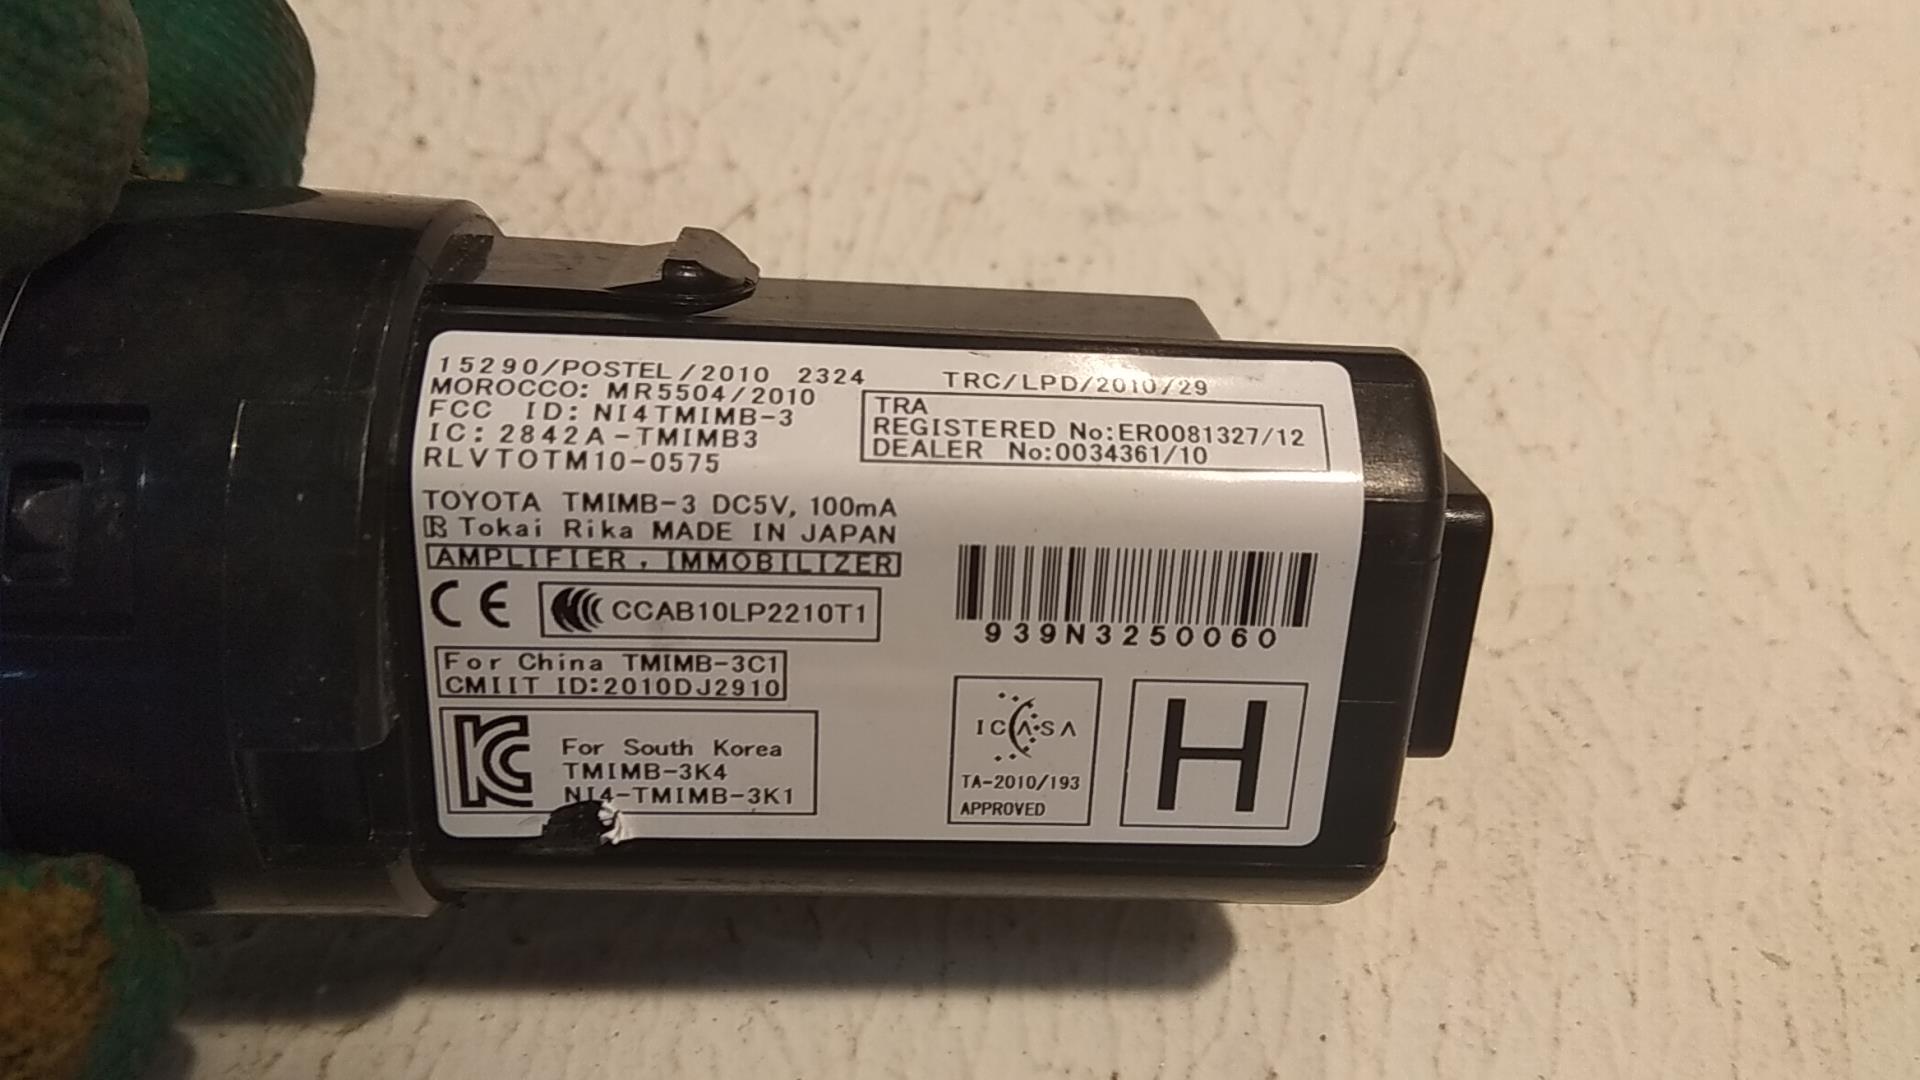 15290/POSTEL/2010 2324
TRC/LPD/2010/29
MOROCCO: MR5504/2010
FCC ID: NI4TMIMB-3
IC: 2842A-TMIMB3
RLVTOTM10-0575
TRA
REGISTERED No:ER0081327/12
DEALER No:0034361/10
TOYOTA TMIMB-3 DC5V, 100mA
Tokai Rika MADE IN JAPAN
AMPLIFIER, IMMOBILIZER
CE
CCC CCAB10LP2210T1
For China TMIMB-3C1
CMIIT ID:2010DJ2910
KC
For South Korea
TMIMB-3K4
NI4-TMIMB-3K1
939N3250060
ICASA
TA-2010/193
APPROVED
H